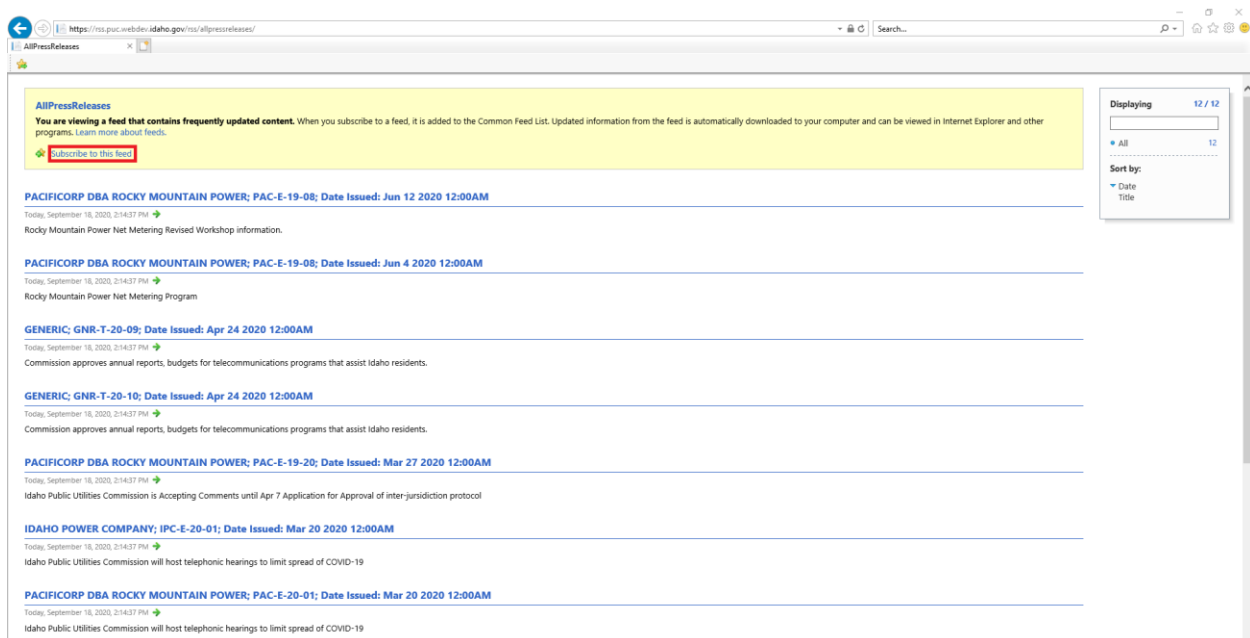 https://rss.puc.webdev.idaho.gov/rss/allpressreleases/
Search...
AllPressReleases
AllPressReleases
You are viewing a feed that contains frequently updated content. When you subscribe to a feed, it is added to the Common Feed List. Updated information from the feed is automatically downloaded to your computer and can be viewed in Internet Explorer and other
programs. Learn more about feeds.
Subscribe to this feed
Displaying 12 / 12
All 12
Sort by:
Date
Title
PACIFICORP DBA ROCKY MOUNTAIN POWER; PAC-E-19-08; Date Issued: Jun 12 2020 12:00AM
Today, September 18, 2020, 2:14:37 PM
Rocky Mountain Power Net Metering Revised Workshop information.
PACIFICORP DBA ROCKY MOUNTAIN POWER; PAC-E-19-08; Date Issued: Jun 4 2020 12:00AM
Today, September 18, 2020, 2:14:37 PM
Rocky Mountain Power Net Metering Program
GENERIC; GNR-T-20-09; Date Issued: Apr 24 2020 12:00AM
Today, September 18, 2020, 2:14:37 PM
Commission approves annual reports, budgets for telecommunications programs that assist Idaho residents.
GENERIC; GNR-T-20-10; Date Issued: Apr 24 2020 12:00AM
Today, September 18, 2020, 2:14:37 PM
Commission approves annual reports, budgets for telecommunications programs that assist Idaho residents.
PACIFICORP DBA ROCKY MOUNTAIN POWER; PAC-E-19-20; Date Issued: Mar 27 2020 12:00AM
Today, September 18, 2020, 2:14:37 PM
Idaho Public Utilities Commission is Accepting Comments until Apr 7 Application for Approval of inter-jursidiction protocol
IDAHO POWER COMPANY; IPC-E-20-01; Date Issued: Mar 20 2020 12:00AM
Today, September 18, 2020, 2:14:37 PM
Idaho Public Utilities Commission will host telephonic hearings to limit spread of COVID-19
PACIFICORP DBA ROCKY MOUNTAIN POWER; PAC-E-20-01; Date Issued: Mar 20 2020 12:00AM
Today, September 18, 2020, 2:14:37 PM
Idaho Public Utilities Commission will host telephonic hearings to limit spread of COVID-19